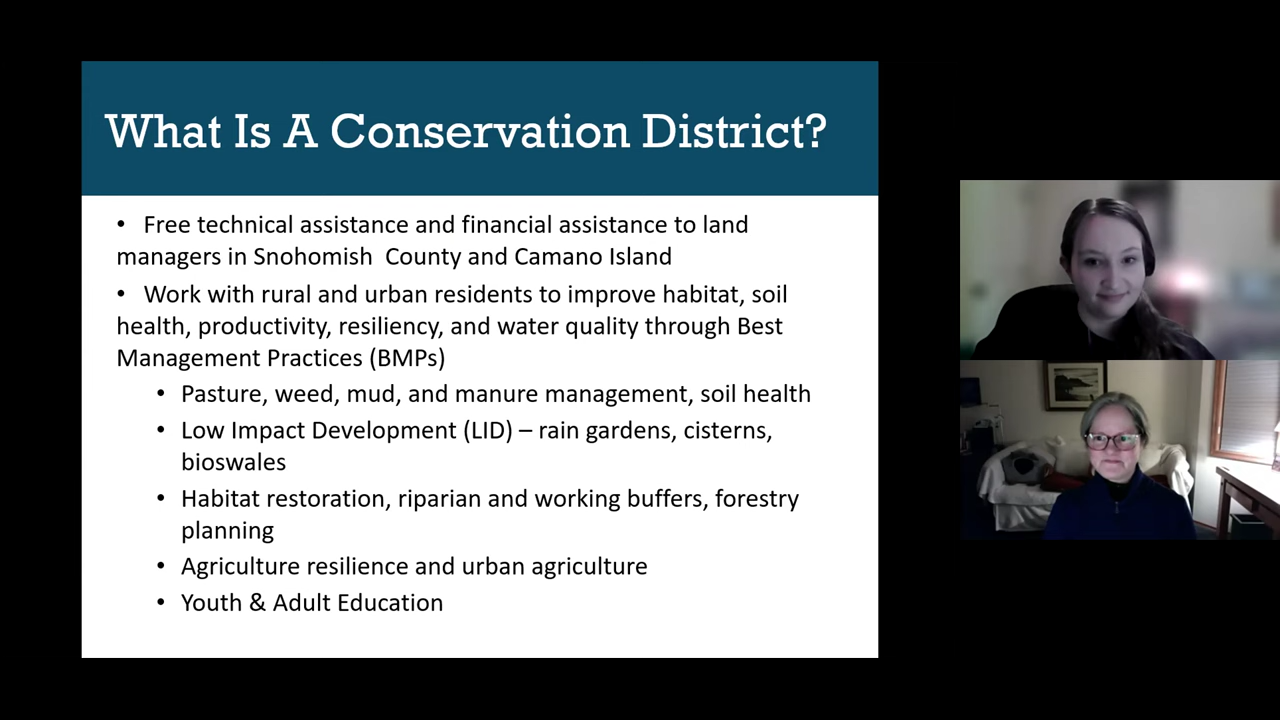 What Is A Conservation District?
• Free technical assistance and financial assistance to land
managers in Snohomish  County and Camano Island
• Work with rural and urban residents to improve habitat, soil
health, productivity, resiliency, and water quality through Best
Management Practices (BMPs)
• Pasture, weed, mud, and manure management, soil health
• Low Impact Development (LID) – rain gardens, cisterns,
bioswales
• Habitat restoration, riparian and working buffers, forestry
planning
• Agriculture resilience and urban agriculture
• Youth & Adult Education